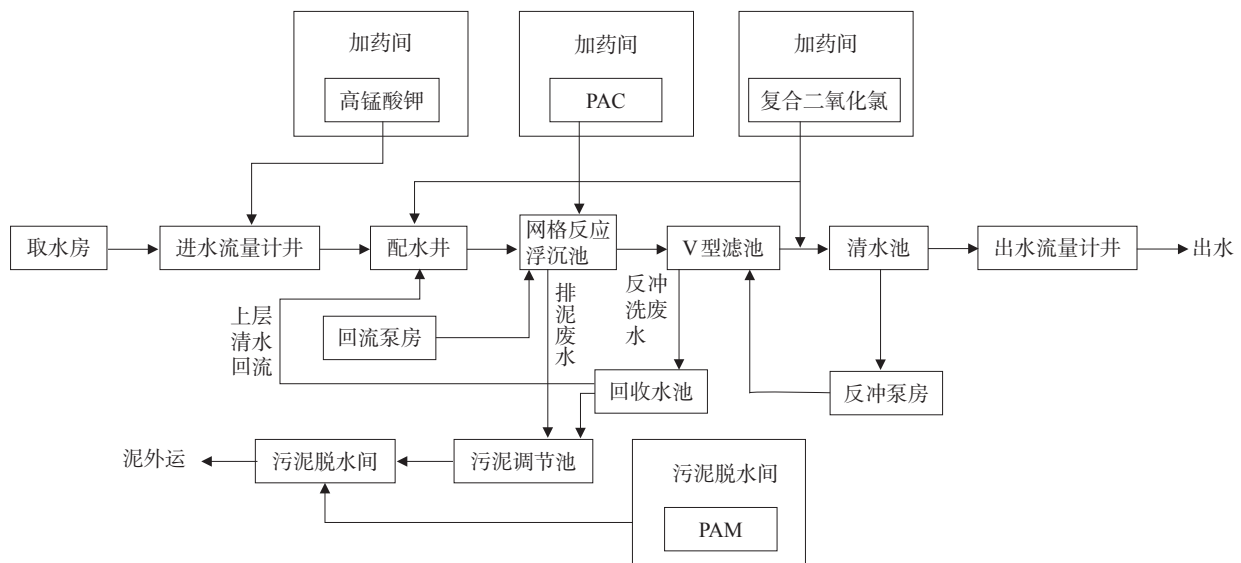 加药间
加药间
加药间
高锰酸钾
PAC
复合二氧化氯
取水房
进水流量计井
配水井
网格反应
浮沉池
V型滤池
清水池
出水流量计井
出水
上层
清水
回流
回流泵房
排
泥
废
水
反冲
洗废
水
回收水池
反冲泵房
泥外运
污泥脱水间
污泥调节池
污泥脱水间
PAM